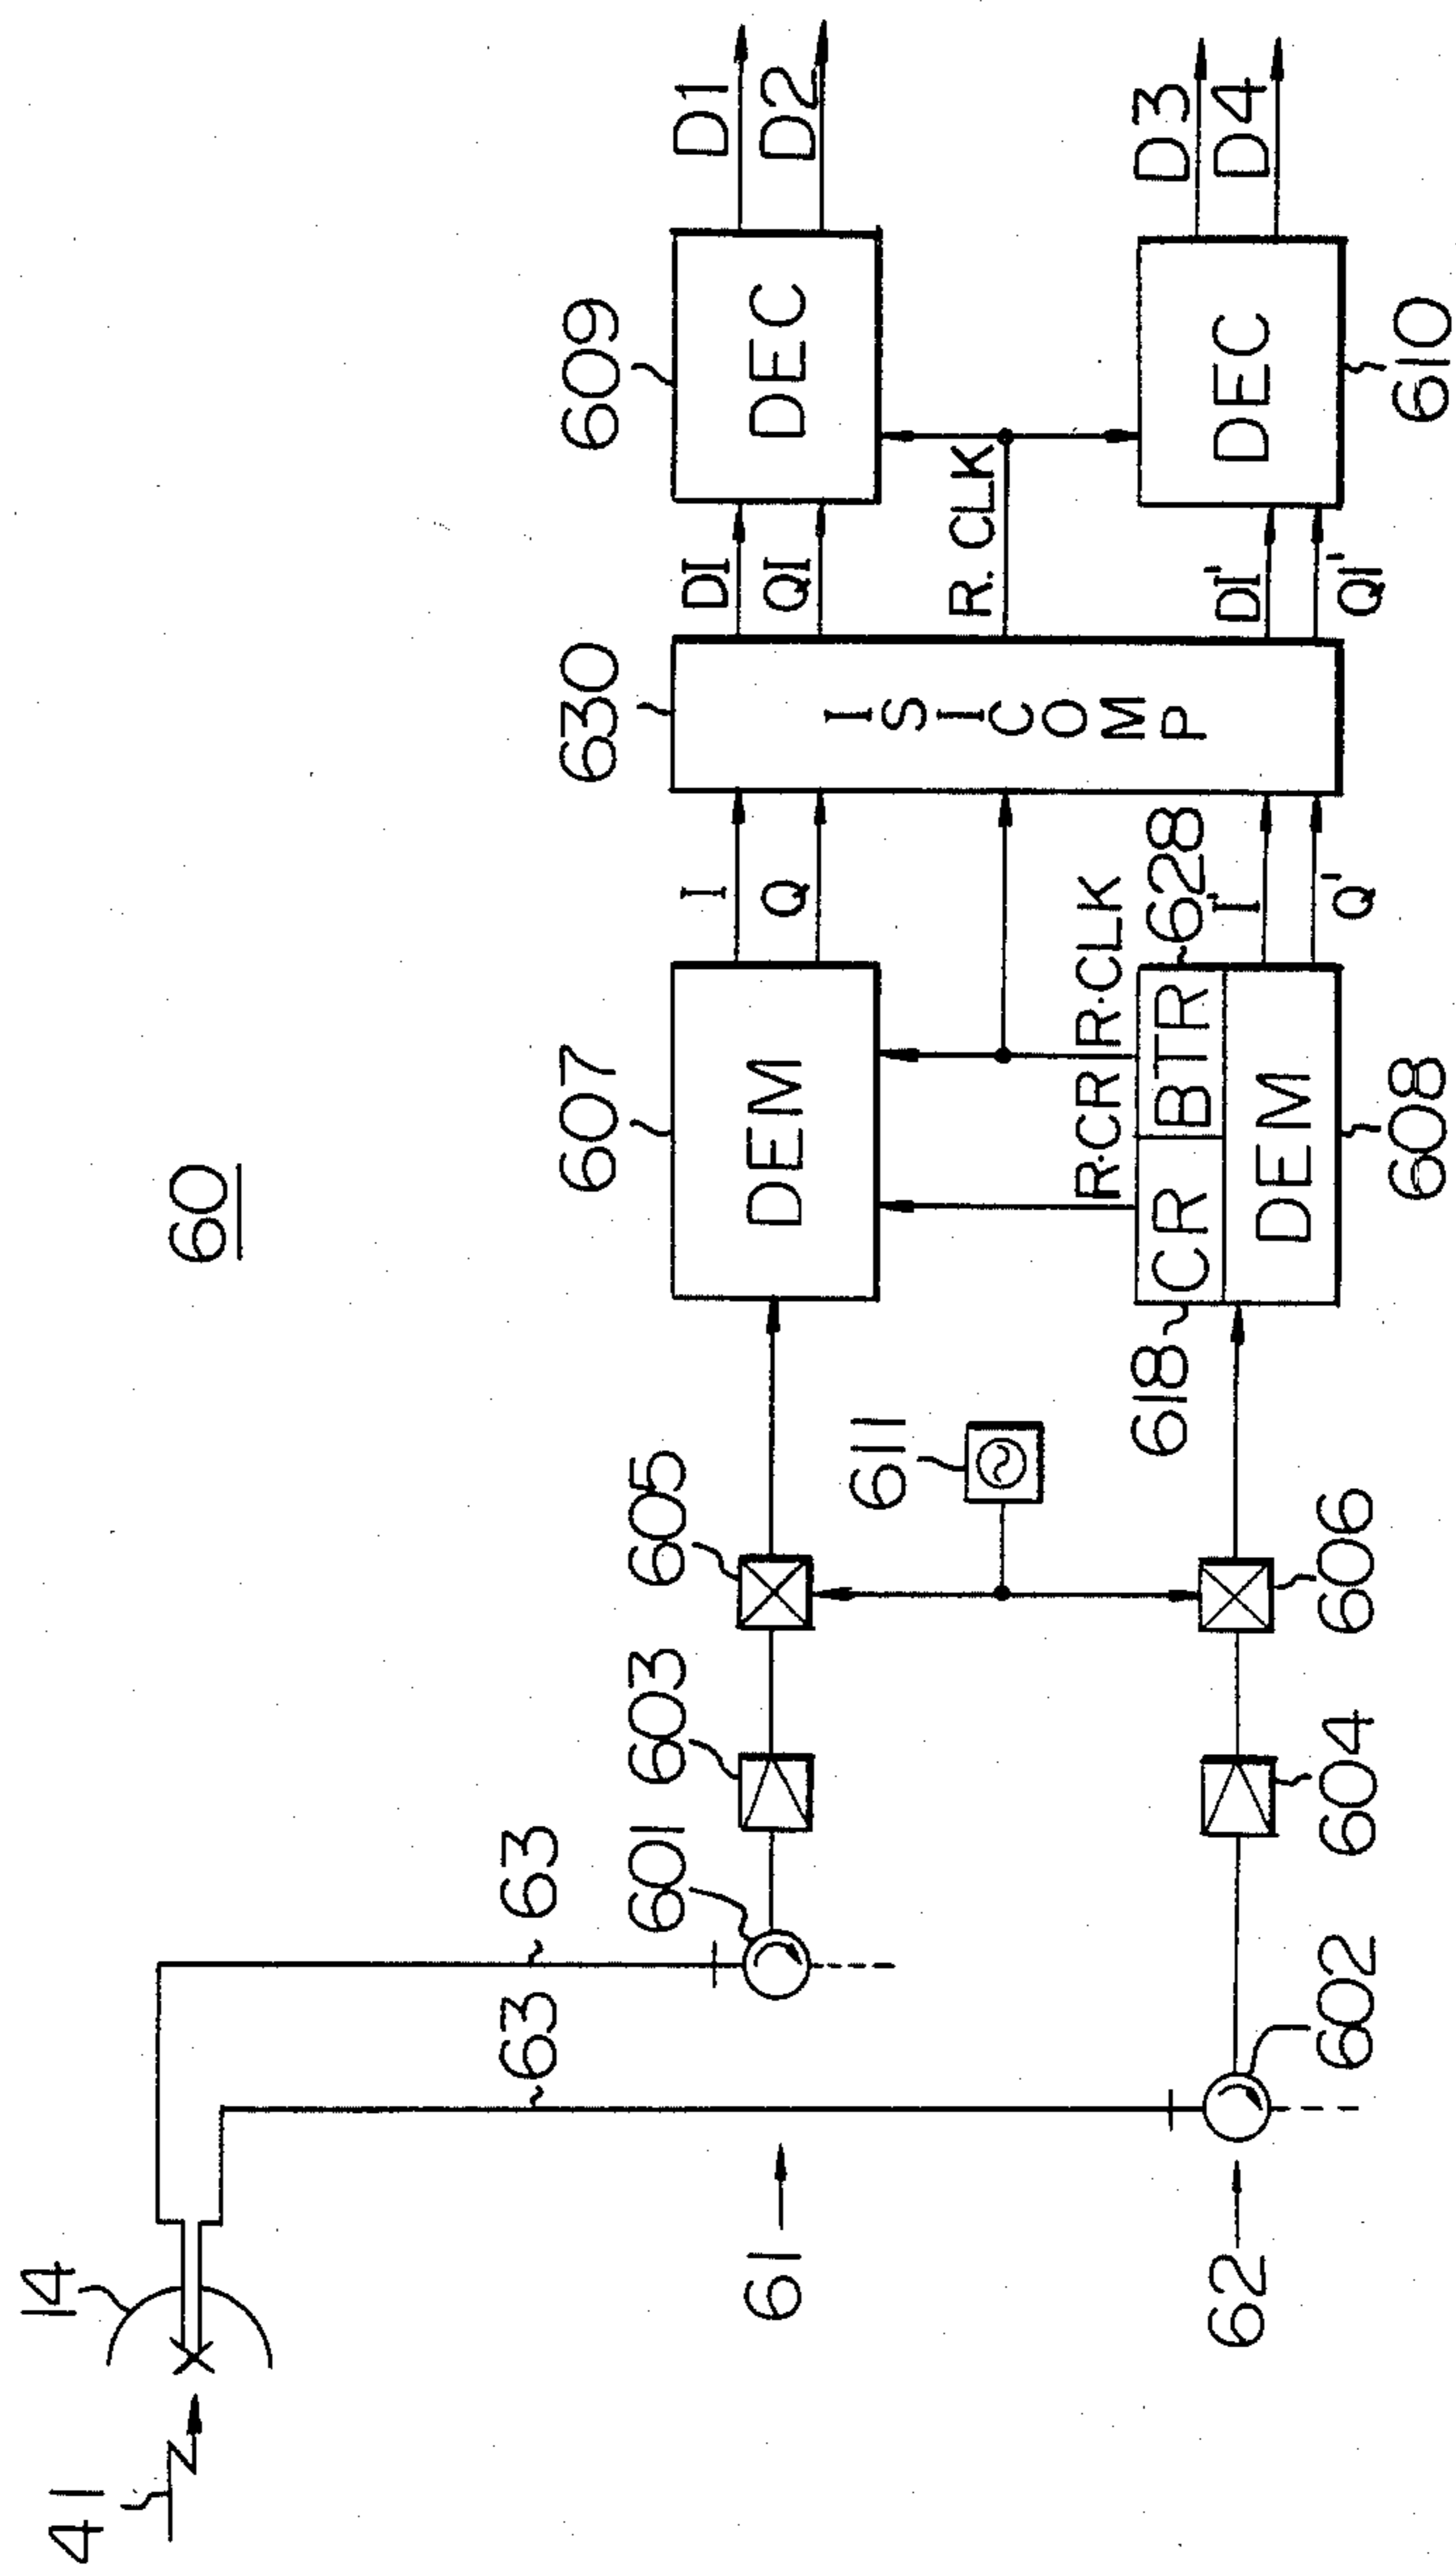 60
41
14
63
63
61
62
601
602
603
604
605
606
611
607
DEM
618
CR
BTR
628
DEM
608
R·CR
R·CLK
I
Q
I'
Q'
630
ISICOMP
DI
QI
R. CLK
DI'
QI'
609
DEC
DEC
610
D1
D2
D3
D4